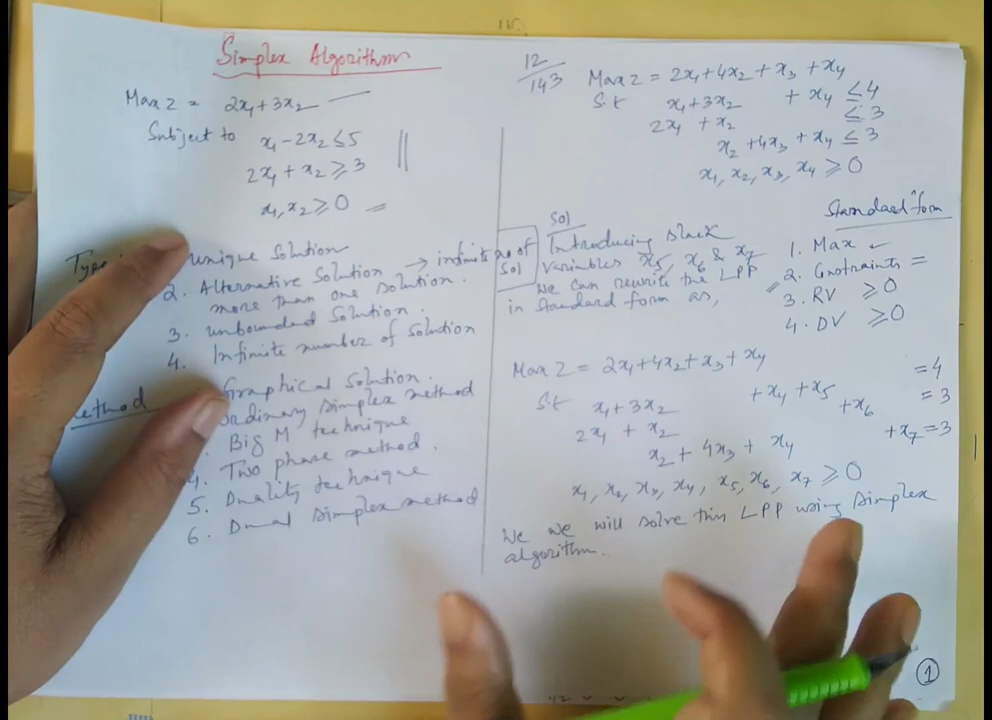 Simplex Algorithm
Max Z = 2x₁+3x₂
Subject to x₁-2x₂ ≤ 5
2x₁ + x₂ ≥ 3
x₁, x₂ ≥ 0
unique Solution
2. Alternative Solution → infinite no of Sol
more than one solution.
3. unbounded Solution.
4. Infinite number of solution
Method
Graphical Solution.
ordinary simplex method
Big M technique
4. Two phase method.
5. Duality technique
6. Dual simplex method
12/143
Max Z = 2x₁+4x₂+x₃+x₄
S.t x₁+3x₂ + x₄ ≤ 4
2x₁ + x₂ ≤ 3
x₂ + 4x₃ + x₄ ≤ 3
x₁, x₂, x₃, x₄ ≥ 0
Sol
Introducing slack
variables x₅, x₆ & x₇
we can rewrite the LPP
in standard form as,
Standard form
1. Max ✓
2. Contraints =
3. RV ≥ 0
4. DV ≥ 0
Max Z = 2x₁+4x₂+x₃+x₄
S.t x₁+3x₂ + x₄ + x₅ = 4
2x₁ + x₂ + x₆ = 3
x₂ + 4x₃ + x₄ + x₇ = 3
x₁, x₂, x₃, x₄, x₅, x₆, x₇ ≥ 0
We we will solve this LPP using simplex
algorithm.
1